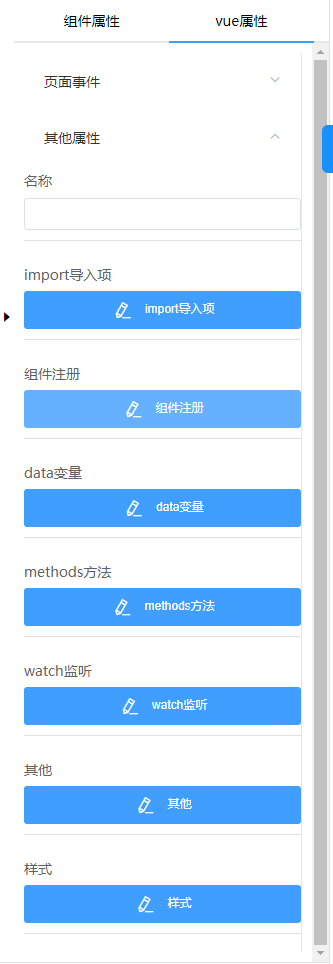 组件属性
vue属性
页面事件
其他属性
名称
import导入项
import导入项
组件注册
组件注册
data变量
data变量
methods方法
methods方法
watch监听
watch监听
其他
其他
样式
样式